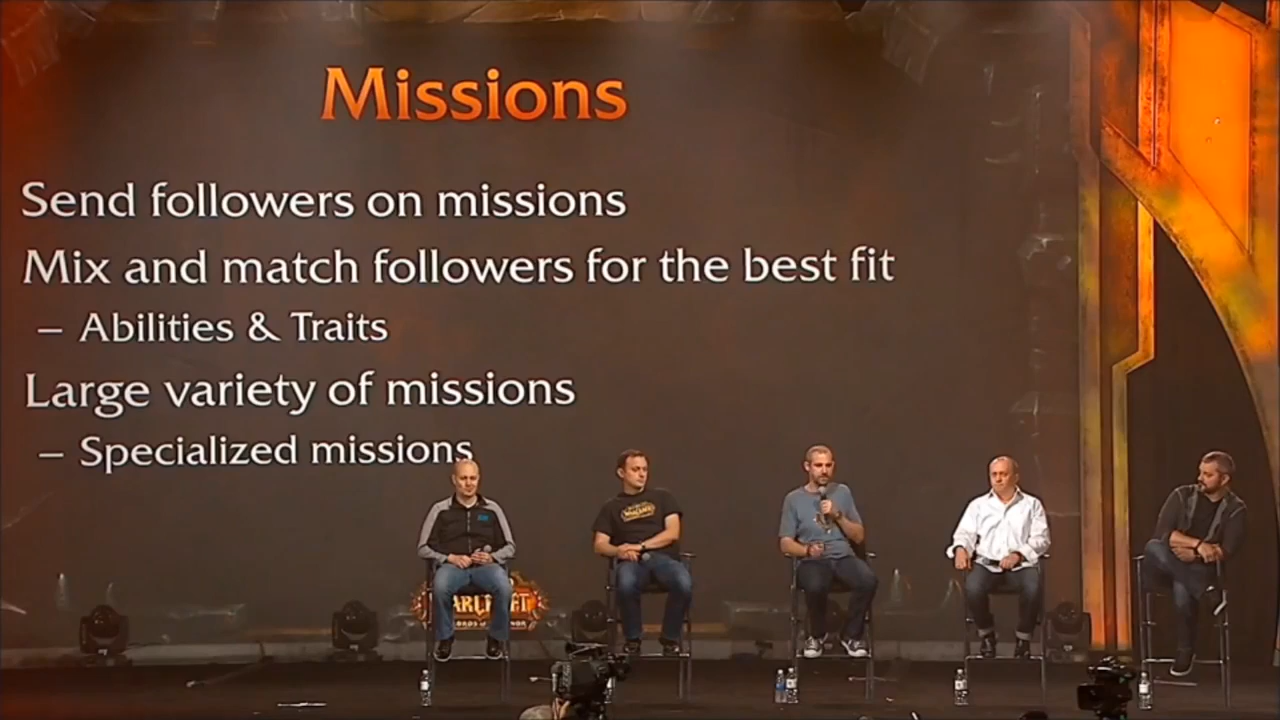 Missions
Send followers on missions
Mix and match followers for the best fit
– Abilities & Traits
Large variety of missions
– Specialized missions